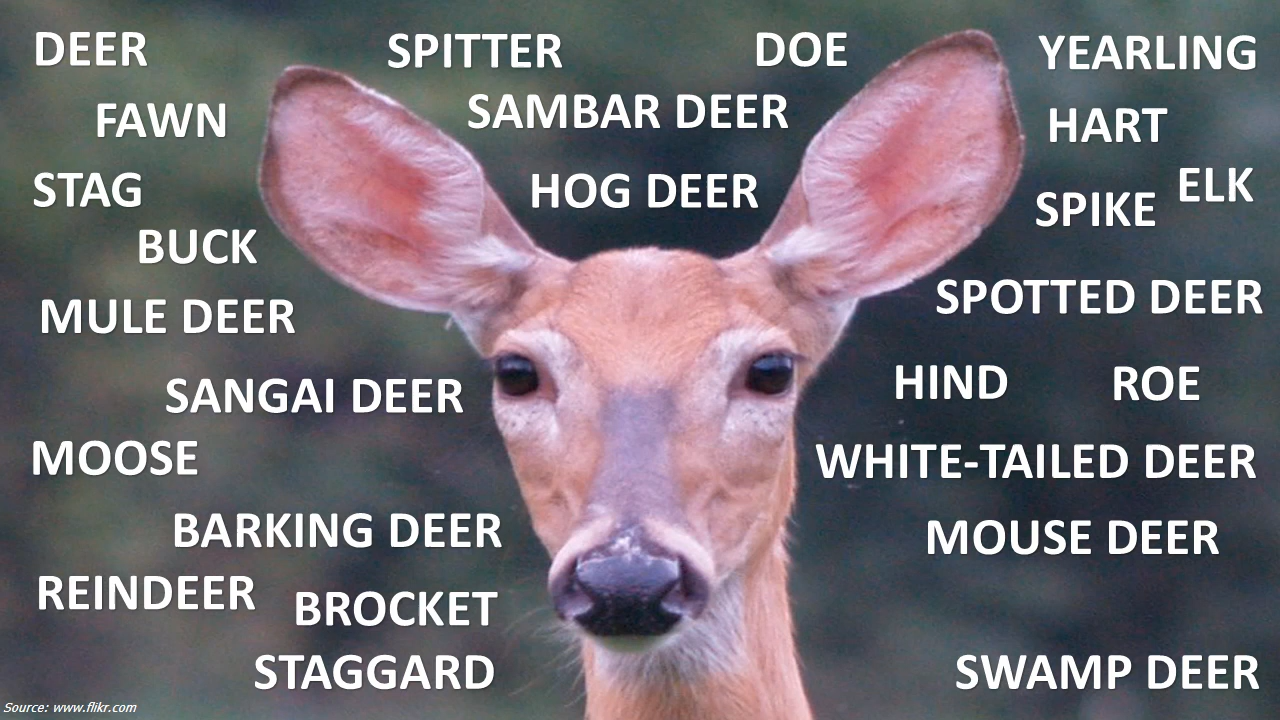 DEER
SPITTER
DOE
YEARLING
FAWN
SAMBAR DEER
HART
STAG
HOG DEER
ELK
SPIKE
BUCK
MULE DEER
SPOTTED DEER
SANGAI DEER
HIND
ROE
MOOSE
WHITE-TAILED DEER
BARKING DEER
MOUSE DEER
REINDEER
BROCKET
STAGGARD
SWAMP DEER
Source: www.flikr.com